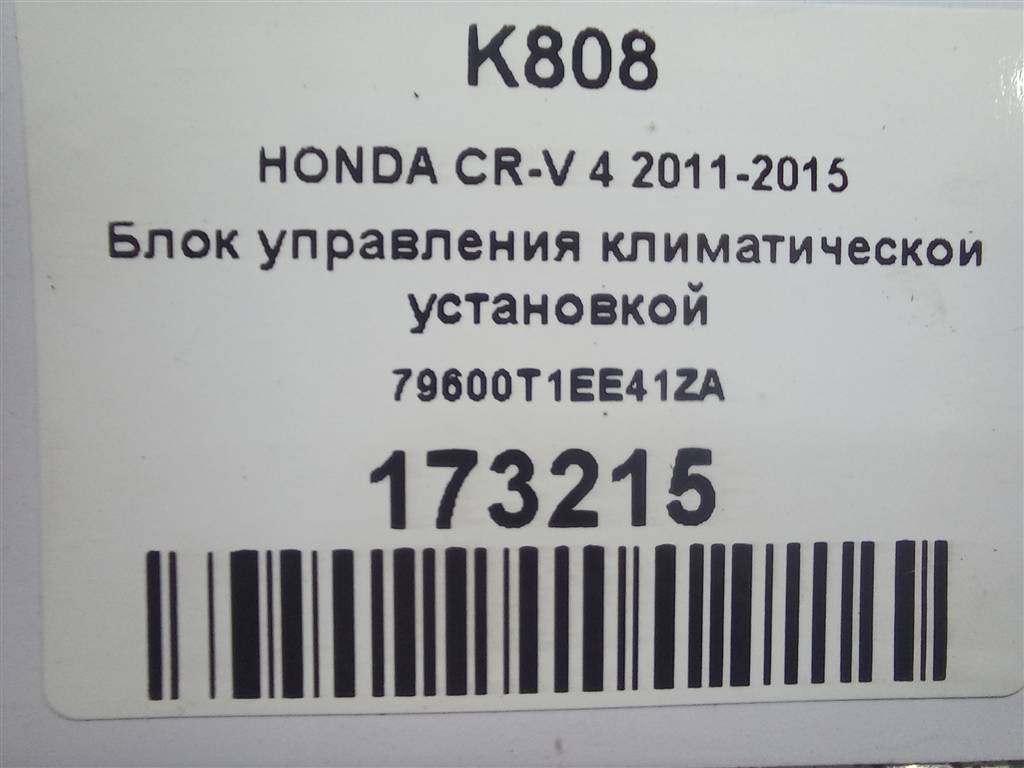 K808
HONDA CR-V 4 2011-2015
Блок управления климатической
установкой
79600T1EE41ZA
173215